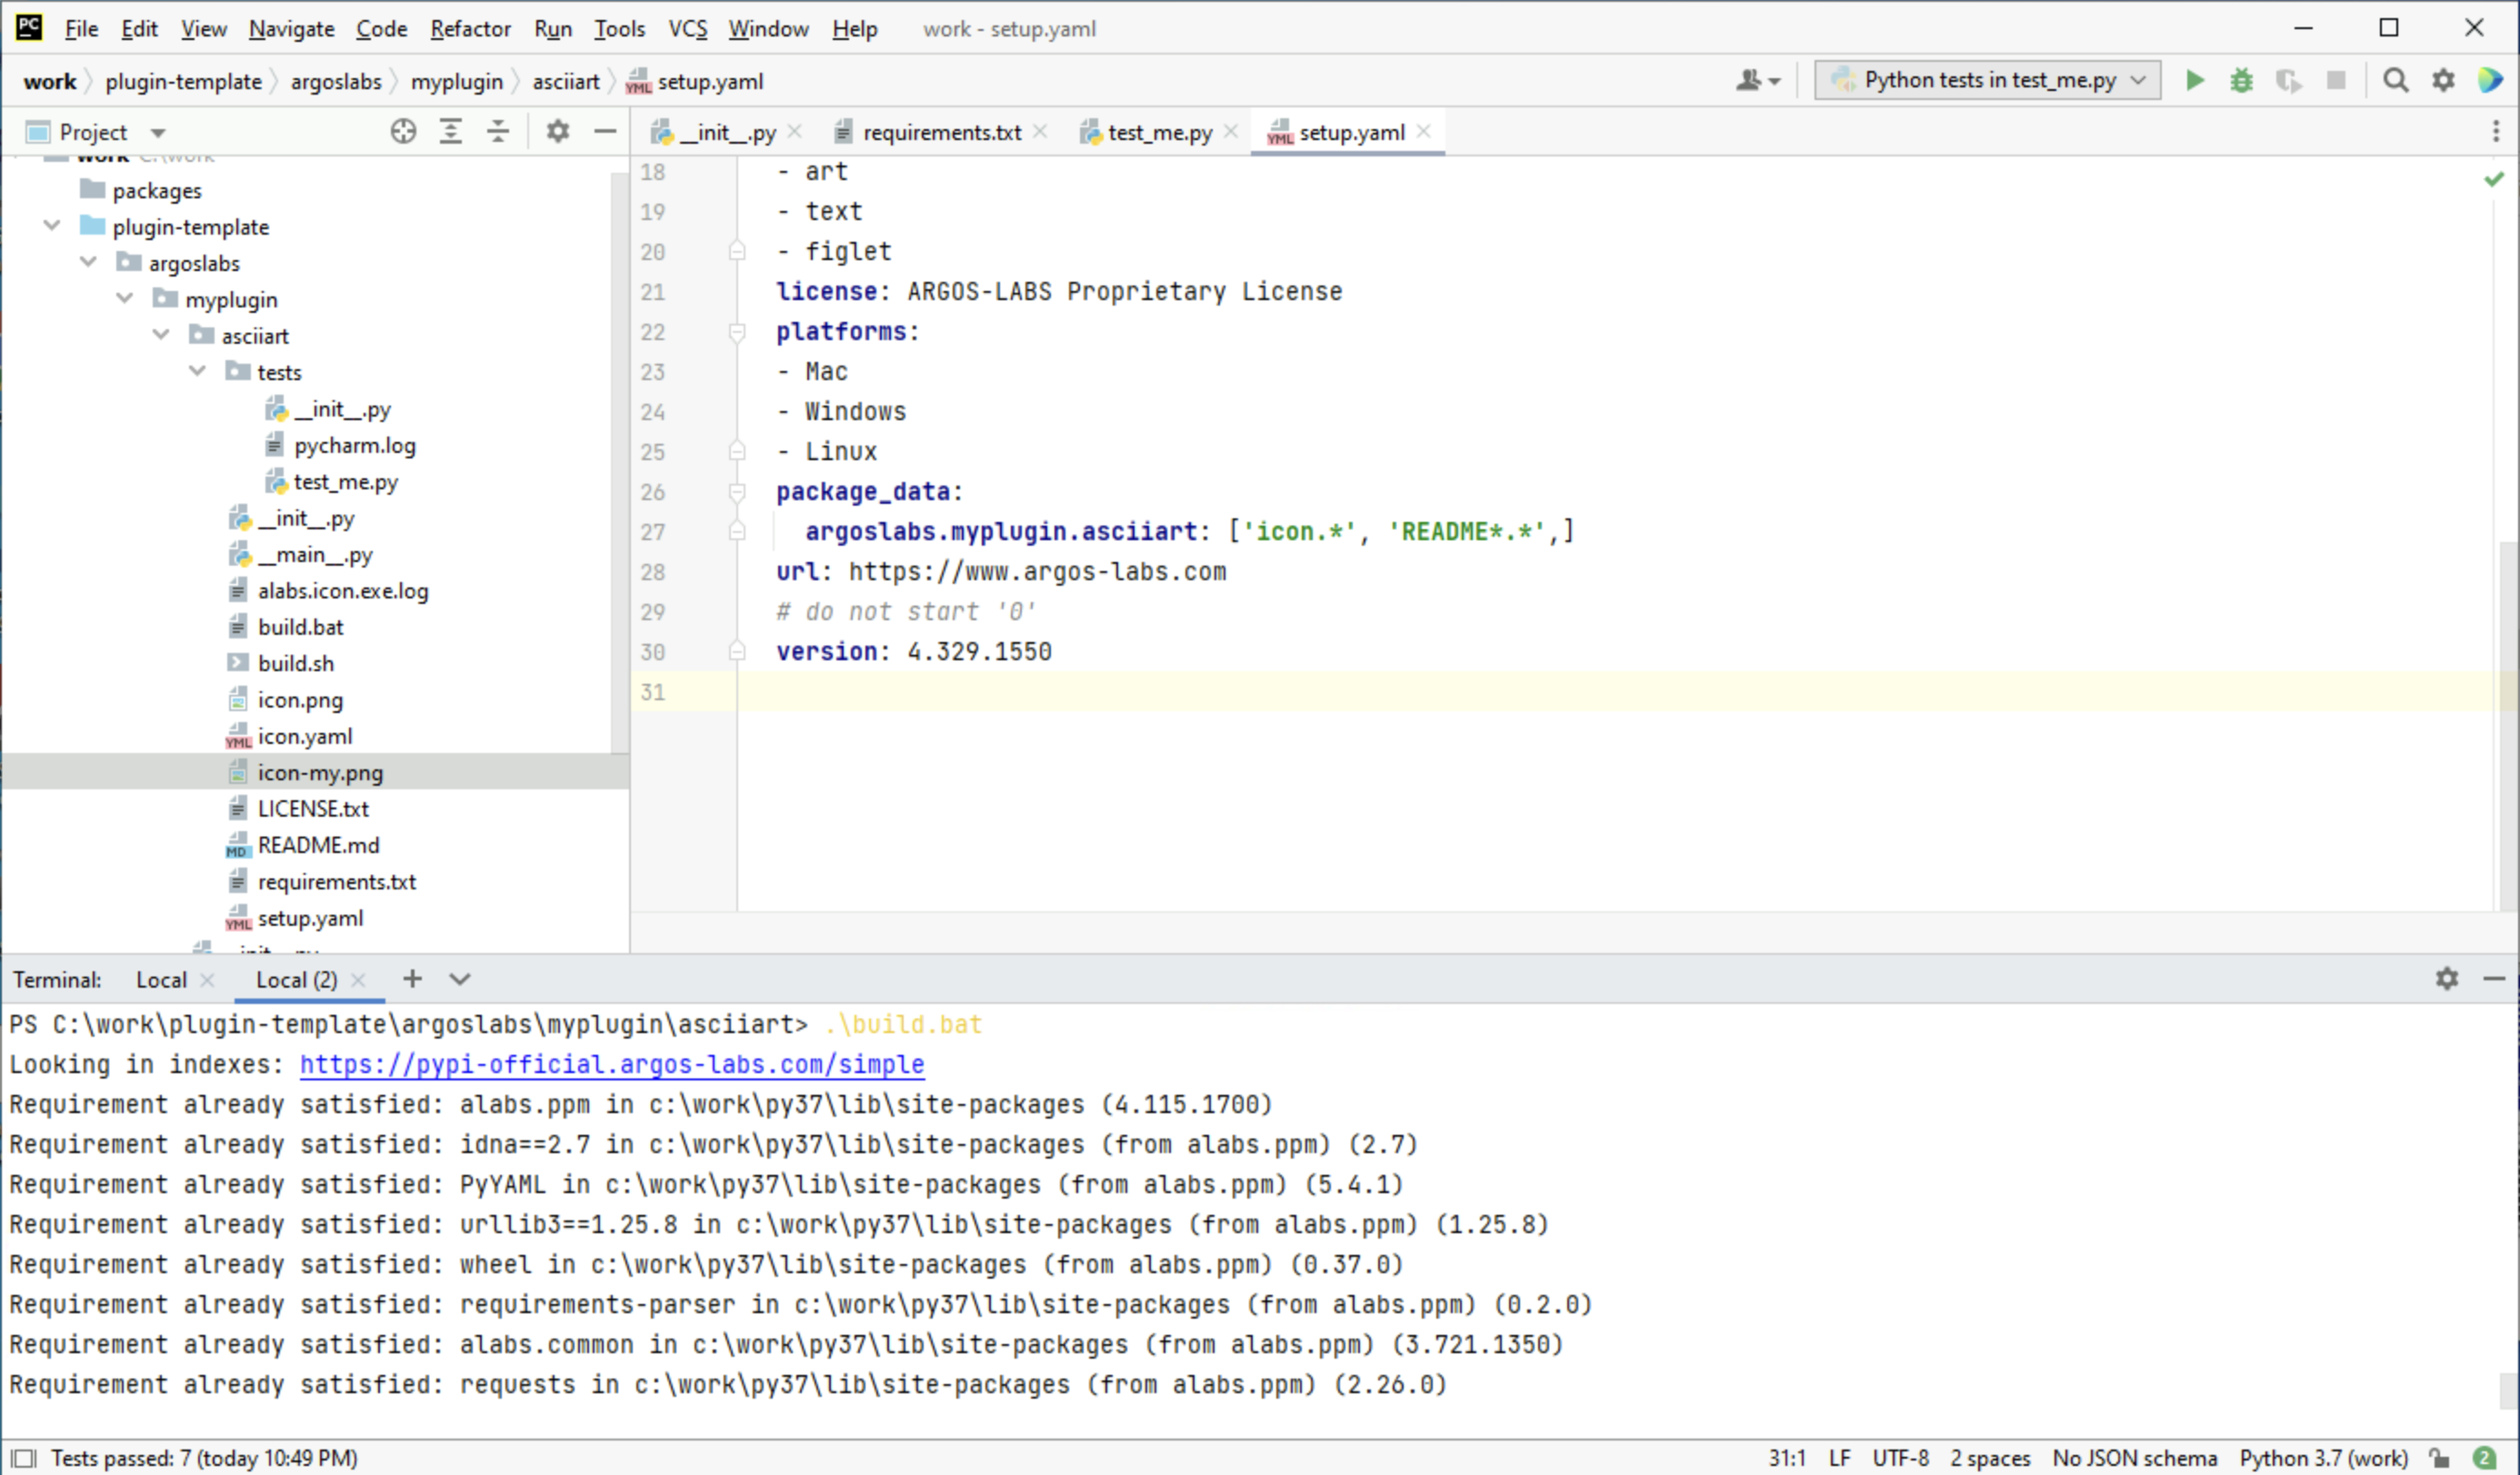 PC File Edit View Navigate Code Refactor Run Tools VCS Window Help work - setup.yaml
work plugin-template argoslabs myplugin asciiart YML setup.yaml Python tests in test_me.py
Project
__init__.py requirements.txt test_me.py YML setup.yaml
work C:\work
packages
plugin-template
argoslabs
myplugin
asciiart
tests
__init__.py
pycharm.log
test_me.py
__init__.py
__main__.py
alabs.icon.exe.log
build.bat
build.sh
icon.png
YML icon.yaml
icon-my.png
LICENSE.txt
MD README.md
requirements.txt
YML setup.yaml
__init__.py
18 - art
19 - text
20 - figlet
21 license: ARGOS-LABS Proprietary License
22 platforms:
23 - Mac
24 - Windows
25 - Linux
26 package_data:
27 argoslabs.myplugin.asciiart: ['icon.*', 'README*.*',]
28 url: https://www.argos-labs.com
29 # do not start '0'
30 version: 4.329.1550
31
Terminal: Local Local (2)
PS C:\work\plugin-template\argoslabs\myplugin\asciiart> .\build.bat
Looking in indexes: https://pypi-official.argos-labs.com/simple
Requirement already satisfied: alabs.ppm in c:\work\py37\lib\site-packages (4.115.1700)
Requirement already satisfied: idna==2.7 in c:\work\py37\lib\site-packages (from alabs.ppm) (2.7)
Requirement already satisfied: PyYAML in c:\work\py37\lib\site-packages (from alabs.ppm) (5.4.1)
Requirement already satisfied: urllib3==1.25.8 in c:\work\py37\lib\site-packages (from alabs.ppm) (1.25.8)
Requirement already satisfied: wheel in c:\work\py37\lib\site-packages (from alabs.ppm) (0.37.0)
Requirement already satisfied: requirements-parser in c:\work\py37\lib\site-packages (from alabs.ppm) (0.2.0)
Requirement already satisfied: alabs.common in c:\work\py37\lib\site-packages (from alabs.ppm) (3.721.1350)
Requirement already satisfied: requests in c:\work\py37\lib\site-packages (from alabs.ppm) (2.26.0)
Tests passed: 7 (today 10:49 PM) 31:1 LF UTF-8 2 spaces No JSON schema Python 3.7 (work) 2